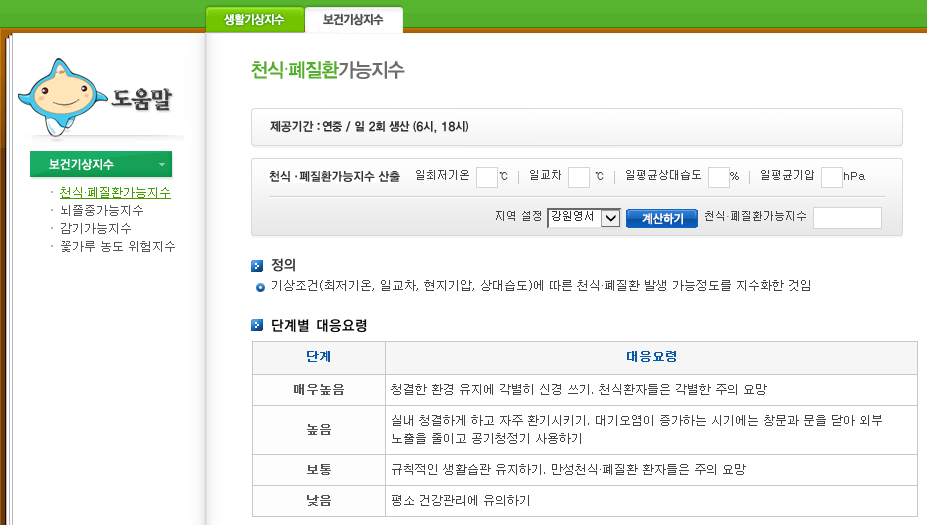 생활기상지수 보건기상지수
도움말
보건기상지수
· 천식·폐질환가능지수
· 뇌졸중가능지수
· 감기가능지수
· 꽃가루 농도 위험지수
천식·폐질환가능지수
제공기간 : 연중 / 일 2회 생산 (6시, 18시)
천식·폐질환가능지수 산출 일최저기온 ℃ 일교차 ℃ 일평균상대습도 % 일평균기압 hPa
지역 설정 강원영서 계산하기 천식·폐질환가능지수
정의
기상조건(최저기온, 일교차, 현지기압, 상대습도)에 따른 천식·폐질환 발생 가능정도를 지수화한 것임
단계별 대응요령
단계 대응요령
매우높음 청결한 환경 유지에 각별히 신경 쓰기. 천식환자들은 각별한 주의 요망
높음 실내 청결하게 하고 자주 환기시키기. 대기오염이 증가하는 시기에는 창문과 문을 닫아 외부
노출을 줄이고 공기청정기 사용하기
보통 규칙적인 생활습관 유지하기. 만성천식·폐질환 환자들은 주의 요망
낮음 평소 건강관리에 유의하기